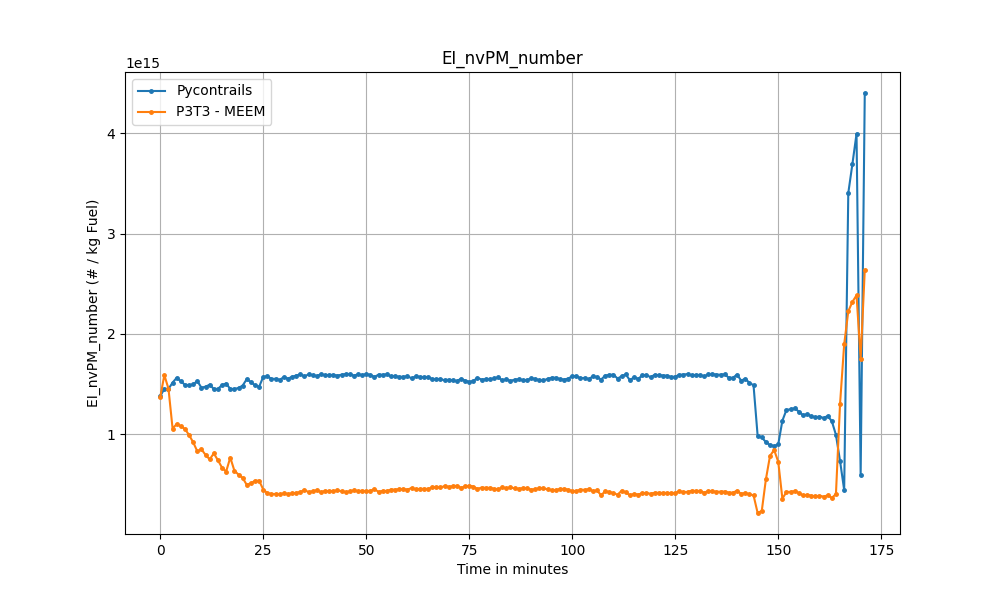 EI_nvPM_number
1e15
Pycontrails
P3T3 - MEEM
4
3
2
1
EI_nvPM_number (# / kg Fuel)
0 25 50 75 100 125 150 175
Time in minutes